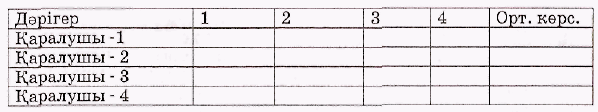 Дәрігер 1 2 3 4 Орт. көрс.
Қаралушы -1
Қаралушы - 2
Қаралушы - 3
Қаралушы - 4